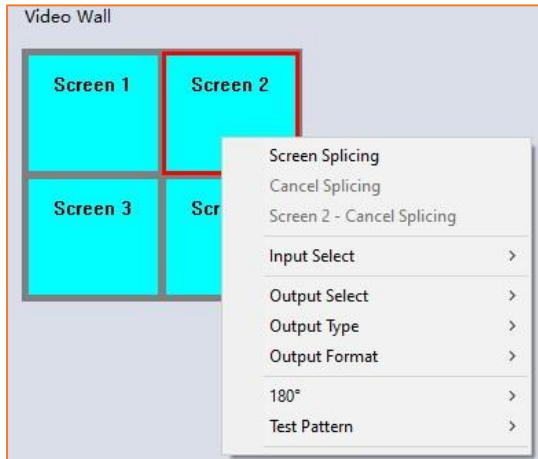 Video Wall
Screen 1
Screen 2
Screen 3
Scr
Screen Splicing
Cancel Splicing
Screen 2 - Cancel Splicing
Input Select
Output Select
Output Type
Output Format
180°
Test Pattern